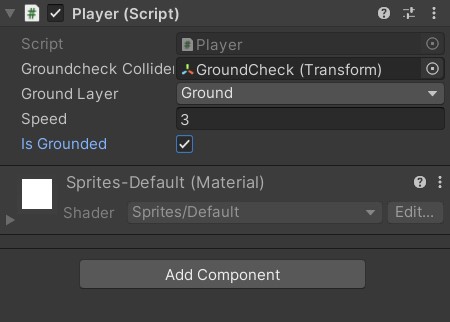 Player (Script)
Script Player
Groundcheck Collider GroundCheck (Transform)
Ground Layer Ground
Speed 3
Is Grounded
Sprites-Default (Material)
Shader Sprites/Default Edit...
Add Component